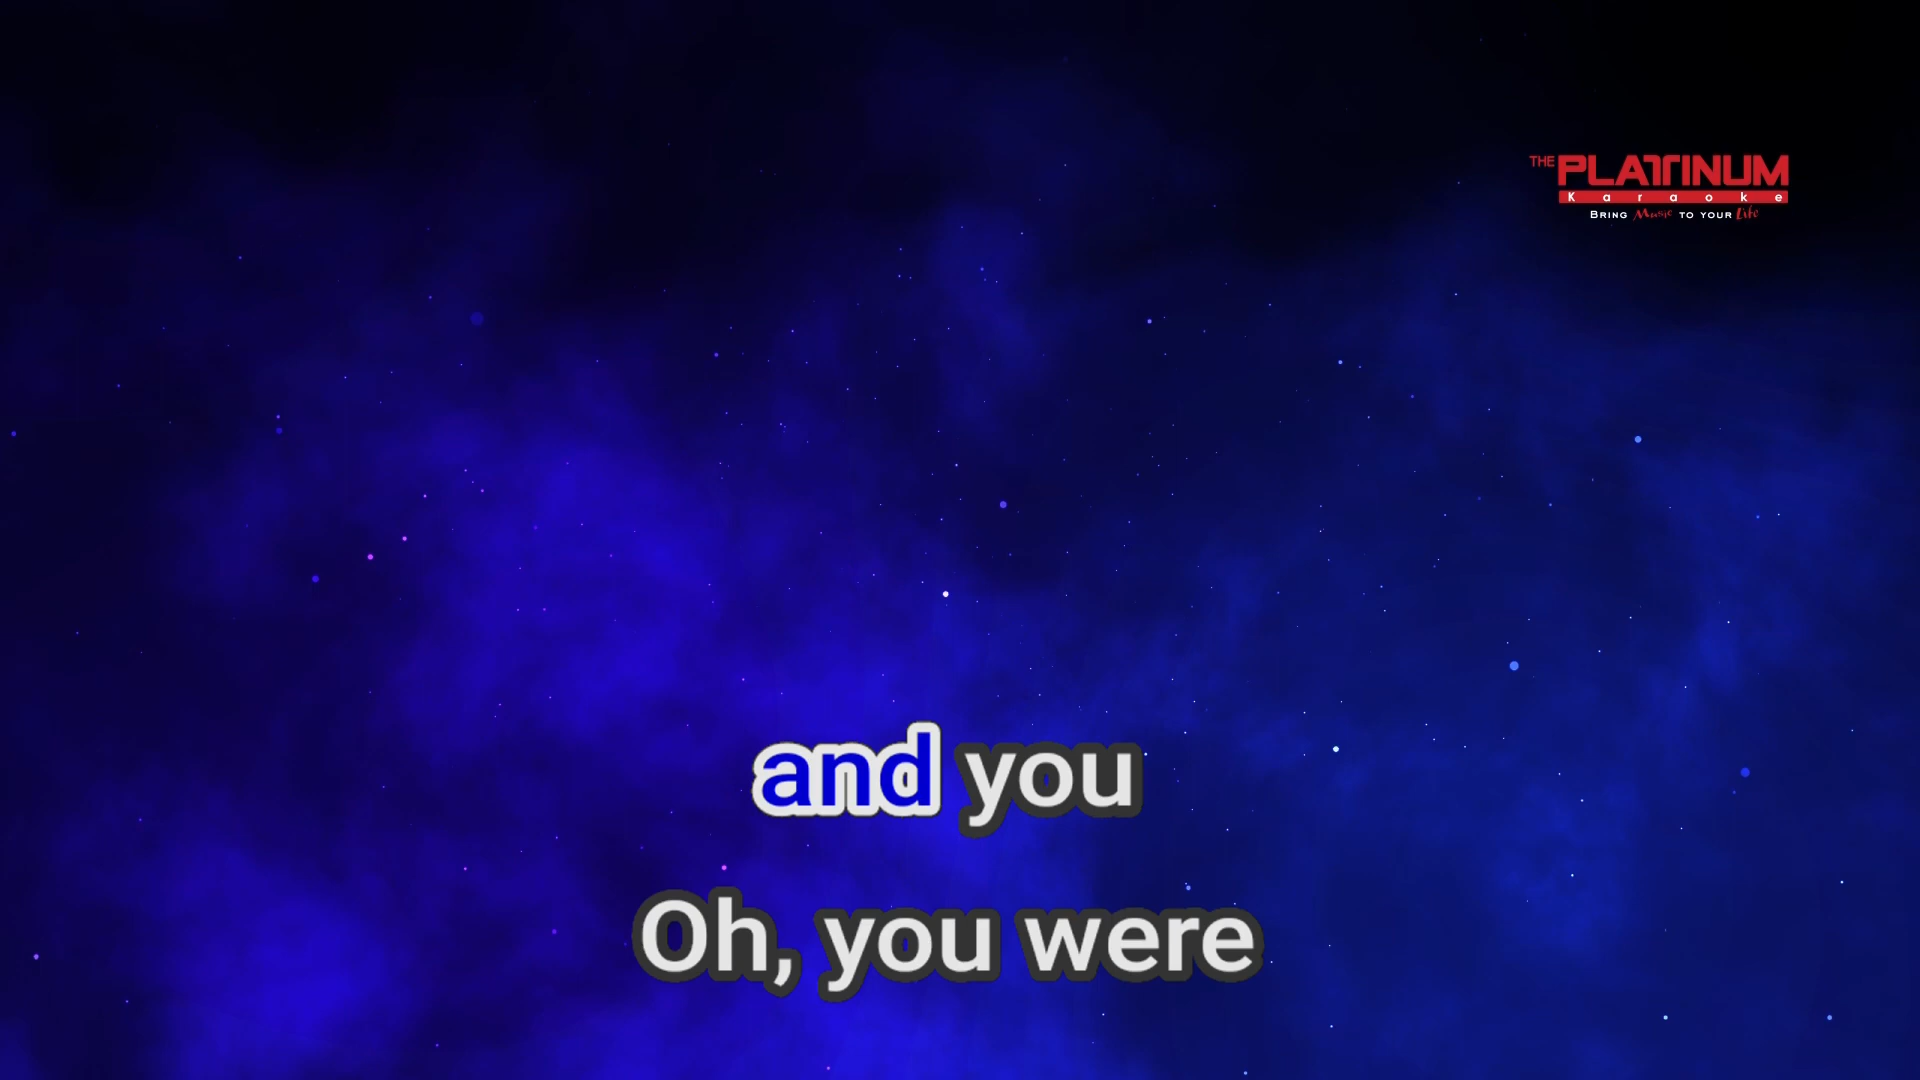 THE PLATINUM
Karaoke
BRING Music TO YOUR Life
and you
Oh, you were